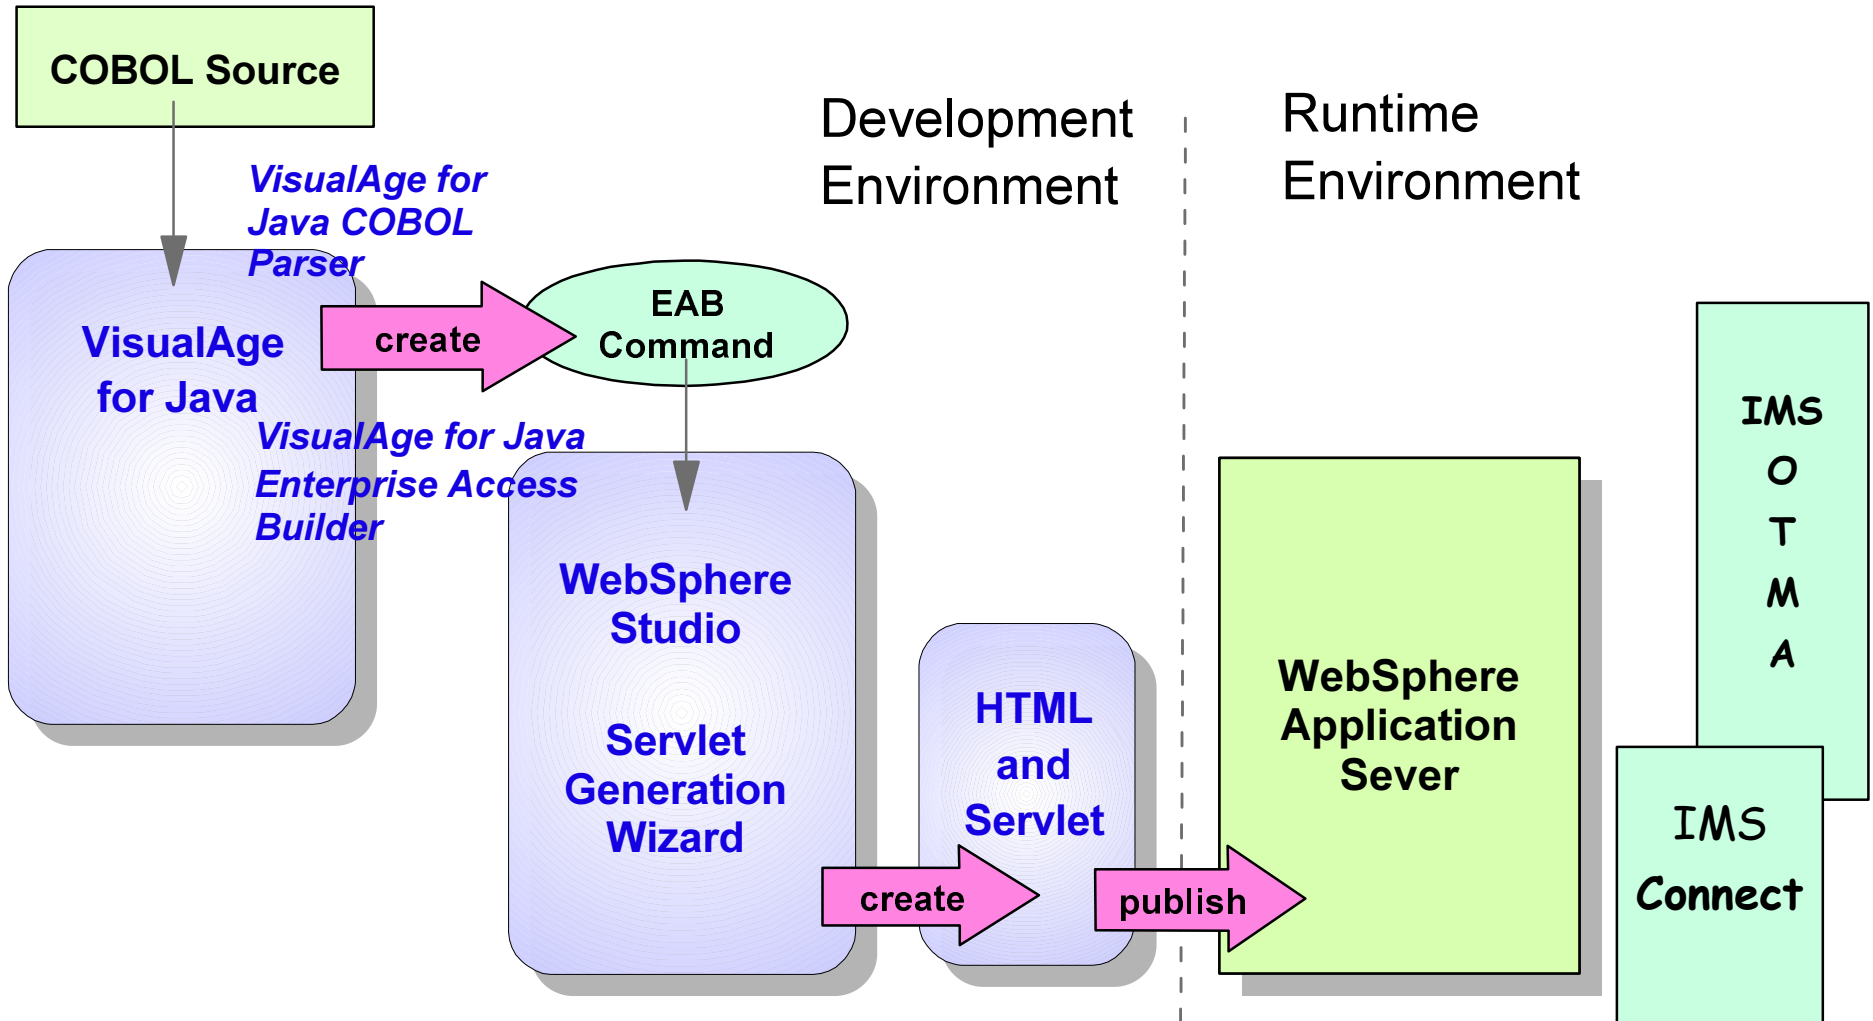 COBOL Source
Development
Environment
Runtime
Environment
VisualAge for
Java COBOL
Parser
VisualAge
for Java
create
EAB
Command
VisualAge for Java
Enterprise Access
Builder
WebSphere
Studio
Servlet
Generation
Wizard
create
HTML
and
Servlet
publish
WebSphere
Application
Sever
IMS
O
T
M
A
IMS
Connect